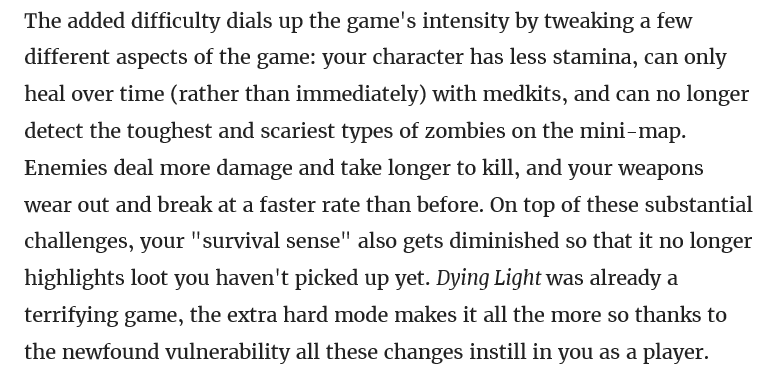 The added difficulty dials up the game's intensity by tweaking a few
different aspects of the game: your character has less stamina, can only
heal over time (rather than immediately) with medkits, and can no longer
detect the toughest and scariest types of zombies on the mini-map.
Enemies deal more damage and take longer to kill, and your weapons
wear out and break at a faster rate than before. On top of these substantial
challenges, your "survival sense" also gets diminished so that it no longer
highlights loot you haven't picked up yet. Dying Light was already a
terrifying game, the extra hard mode makes it all the more so thanks to
the newfound vulnerability all these changes instill in you as a player.